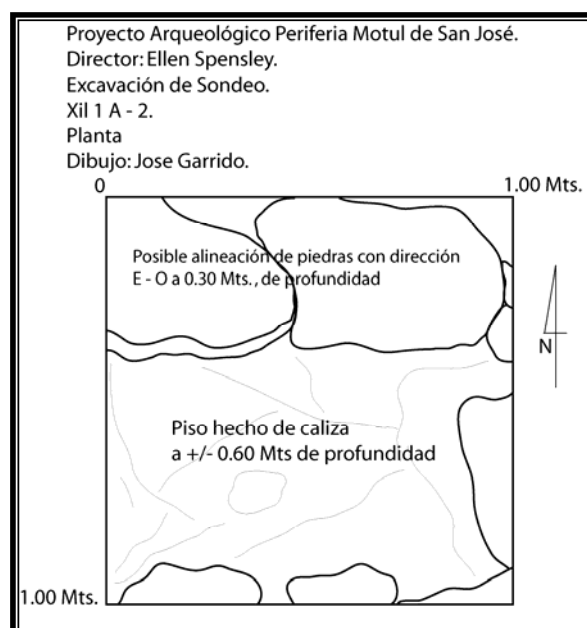 Proyecto Arqueológico Periferia Motul de San José.
Director: Ellen Spensley.
Excavación de Sondeo.
Xil 1 A - 2.
Planta
Dibujo: Jose Garrido.
0
1.00 Mts.
Posible alineación de piedras con dirección
E - O a 0.30 Mts., de profundidad
N
Piso hecho de caliza
a +/- 0.60 Mts de profundidad
1.00 Mts.